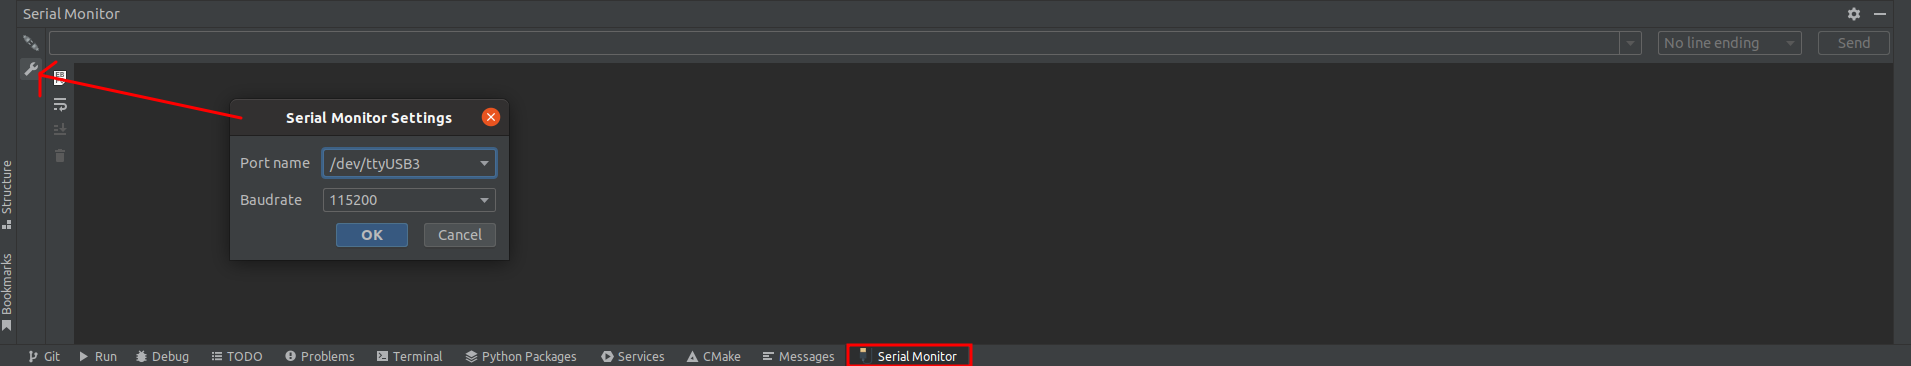 Serial Monitor
No line ending
Send
Serial Monitor Settings
Port name /dev/ttyUSB3
Baudrate 115200
OK Cancel
Structure
Bookmarks
Git Run Debug TODO Problems Terminal Python Packages Services CMake Messages Serial Monitor